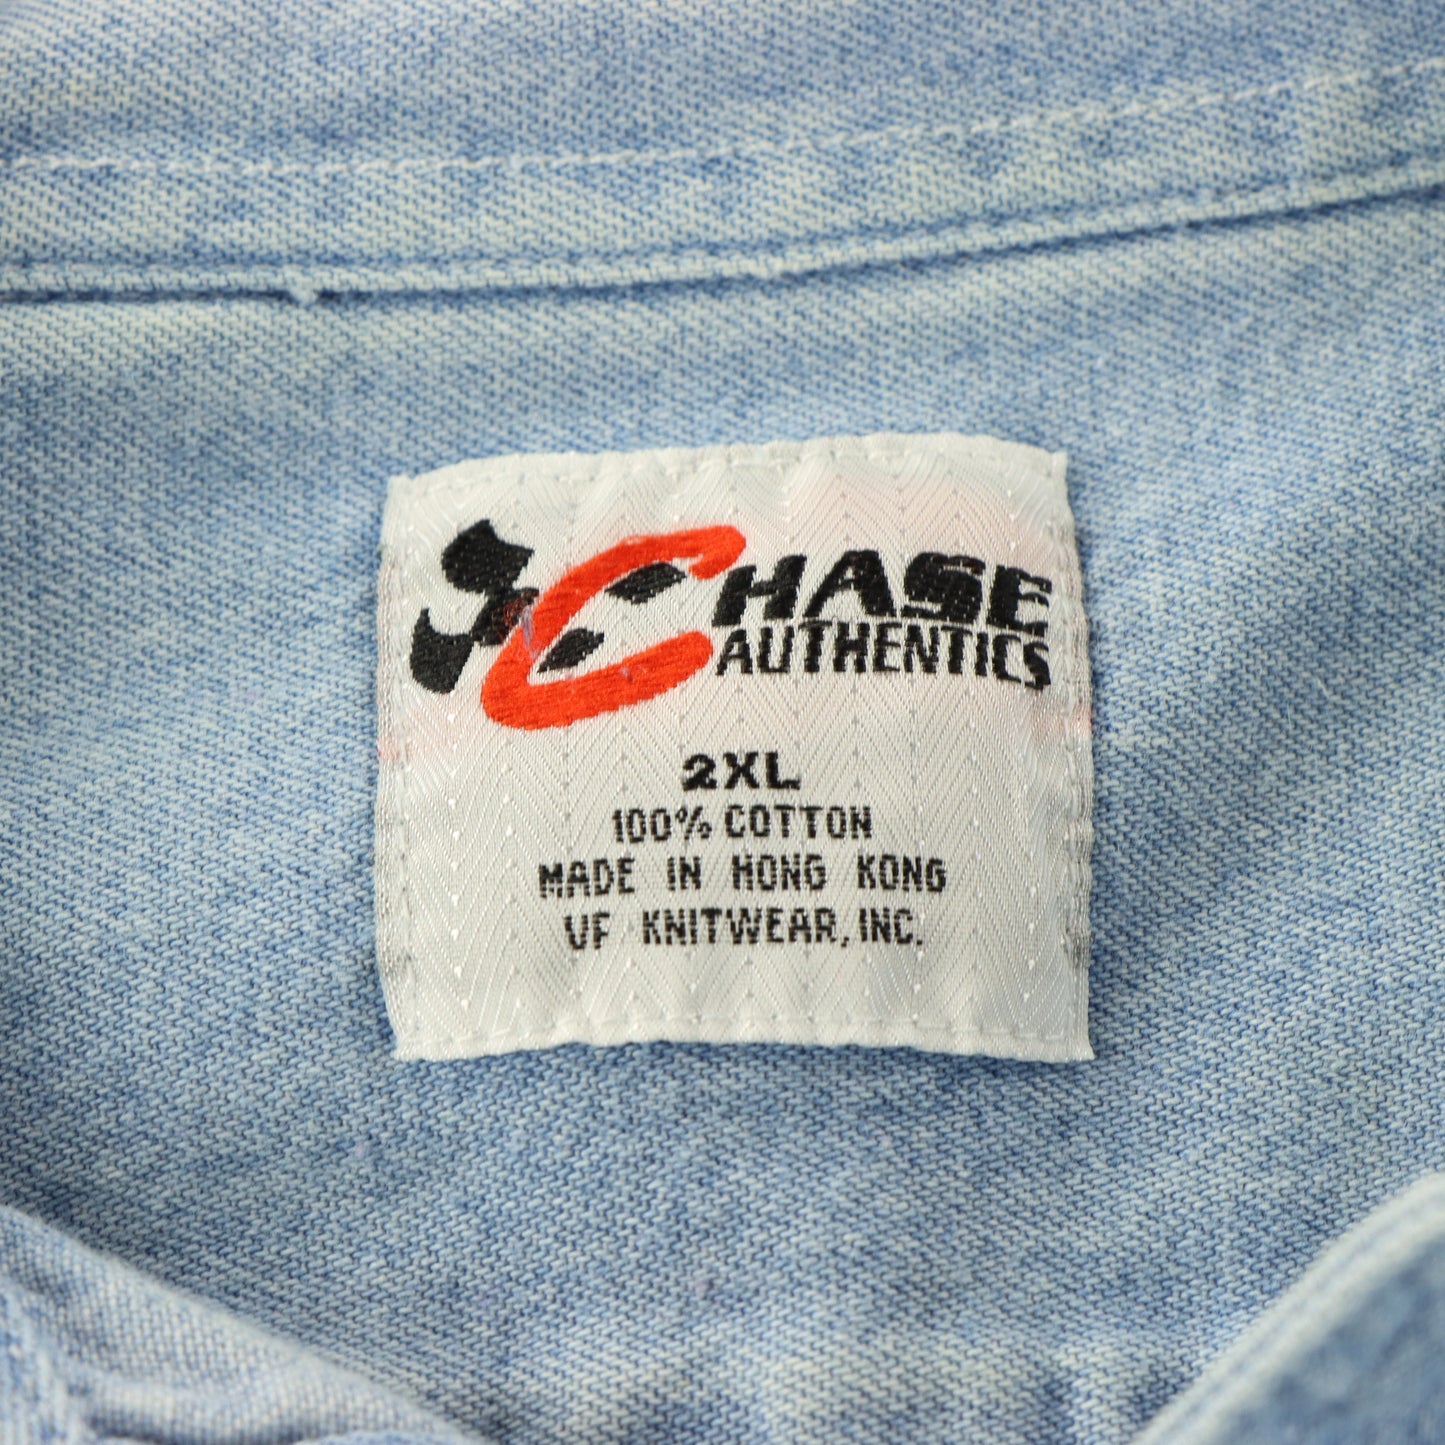 CHASE
AUTHENTICS
2XL
100% COTTON
MADE IN HONG KONG
VF KNITWEAR, INC.